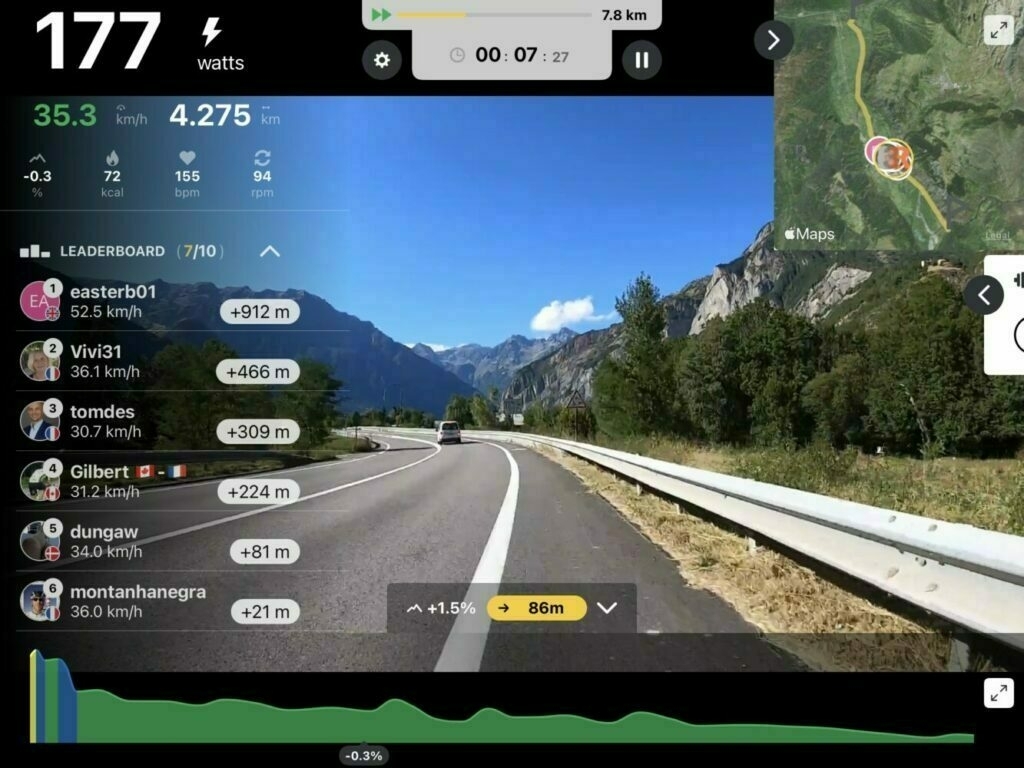 177
watts
7.8 km
00 : 07 : 27
35.3 km/h 4.275 km
-0.3 72 155 94
% kcal bpm rpm
LEADERBOARD (7/10)
EA 1 easterb01
52.5 km/h +912 m
2 Vivi31
36.1 km/h +466 m
3 tomdes
30.7 km/h +309 m
4 Gilbert 🇨🇦-🇫🇷
31.2 km/h +224 m
5 dungaw
34.0 km/h +81 m
6 montanhanegra
36.0 km/h +21 m
Maps Legal
+1.5% → 86m
-0.3%